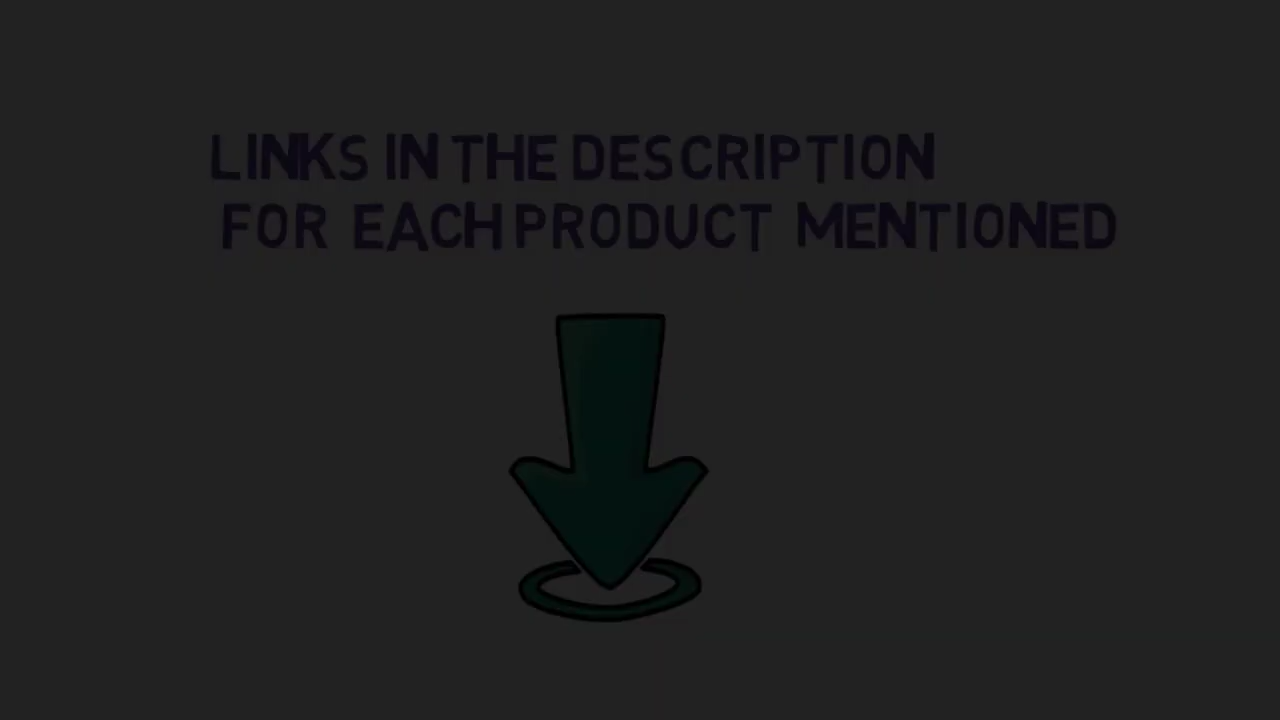 LINKS IN THE DESCRIPTION
FOR EACH PRODUCT MENTIONED